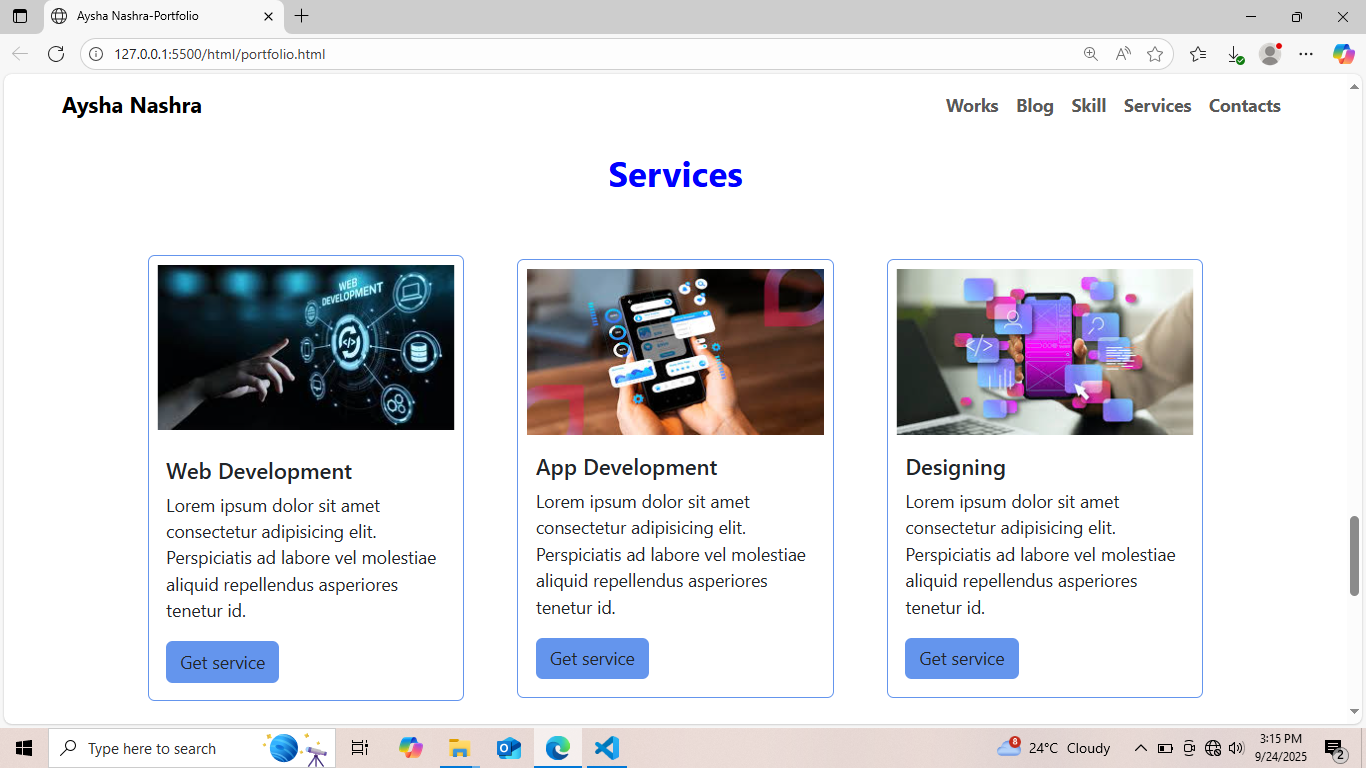 Aysha Nashra-Portfolio
127.0.0.1:5500/html/portfolio.html
Aysha Nashra
Works Blog Skill Services Contacts
Services
WEB
DEVELOPMENT
</>
Web Development
Lorem ipsum dolor sit amet
consectetur adipisicing elit.
Perspiciatis ad labore vel molestiae
aliquid repellendus asperiores
tenetur id.
Get service
App Development
Lorem ipsum dolor sit amet
consectetur adipisicing elit.
Perspiciatis ad labore vel molestiae
aliquid repellendus asperiores
tenetur id.
Get service
</>
Designing
Lorem ipsum dolor sit amet
consectetur adipisicing elit.
Perspiciatis ad labore vel molestiae
aliquid repellendus asperiores
tenetur id.
Get service
Type here to search
8
24°C Cloudy
3:15 PM
9/24/2025
2